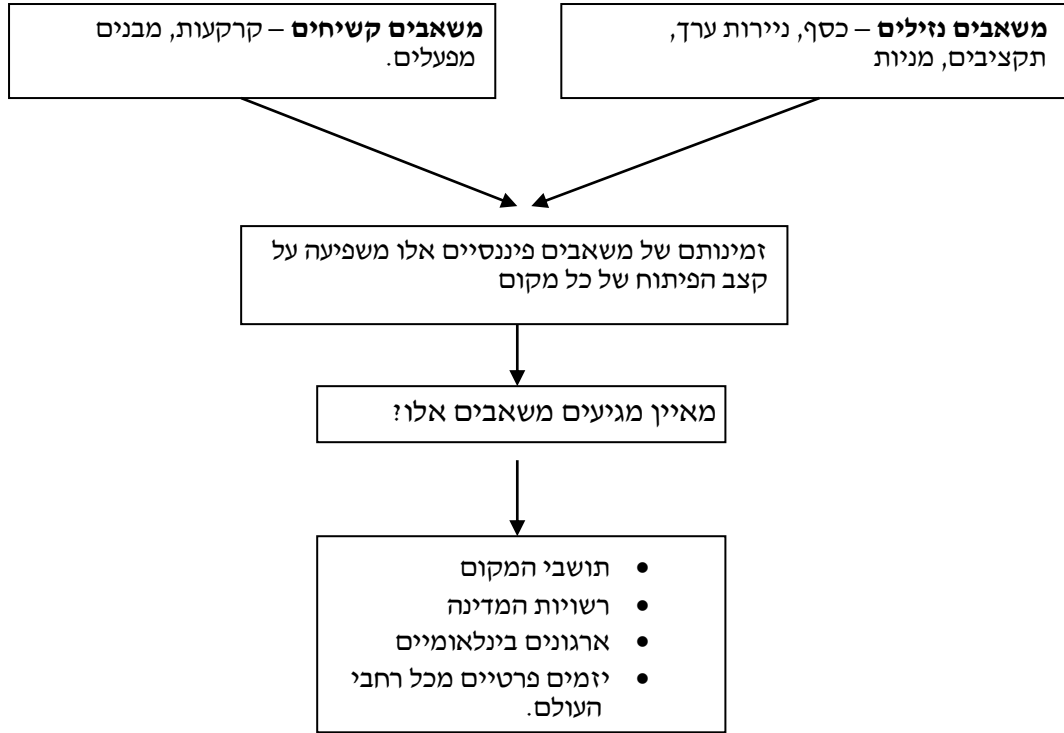 משאבים נזילים – כסף, ניירות ערך,
תקציבים, מניות
משאבים קשיחים – קרקעות, מבנים
מפעלים.
זמינותם של משאבים פיננסיים אלו משפיעה על
קצב הפיתוח של כל מקום
מאיין מגיעים משאבים אלו?
• תושבי המקום
• רשויות המדינה
• ארגונים בינלאומיים
• יזמים פרטיים מכל רחבי
העולם.